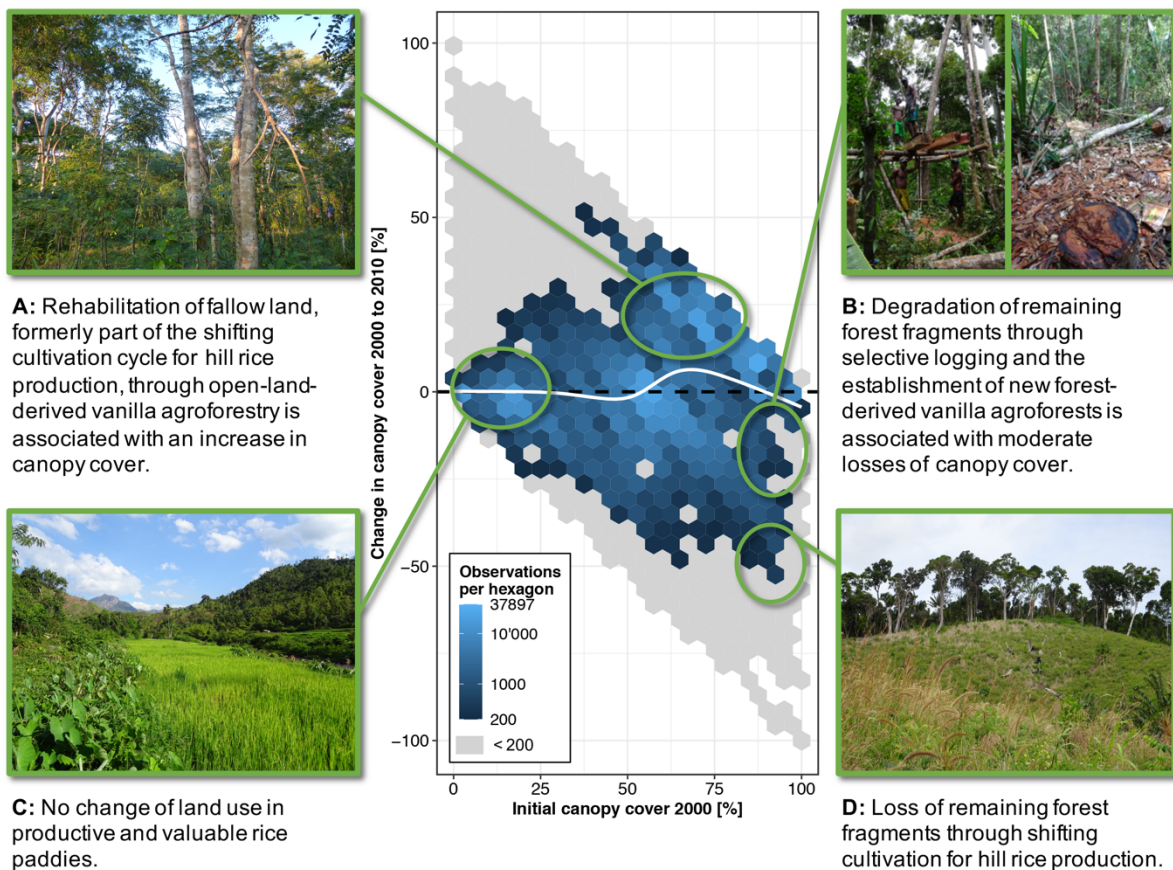 A: Rehabilitation of fallow land,
formerly part of the shifting
cultivation cycle for hill rice
production, through open-land-
derived vanilla agroforestry is
associated with an increase in
canopy cover.
C: No change of land use in
productive and valuable rice
paddies.
Change in canopy cover 2000 to 2010 [%]
100
50
0
−50
−100
Observations
per hexagon
37897
10'000
1000
200
< 200
0 25 50 75 100
Initial canopy cover 2000 [%]
B: Degradation of remaining
forest fragments through
selective logging and the
establishment of new forest-
derived vanilla agroforests is
associated with moderate
losses of canopy cover.
D: Loss of remaining forest
fragments through shifting
cultivation for hill rice production.